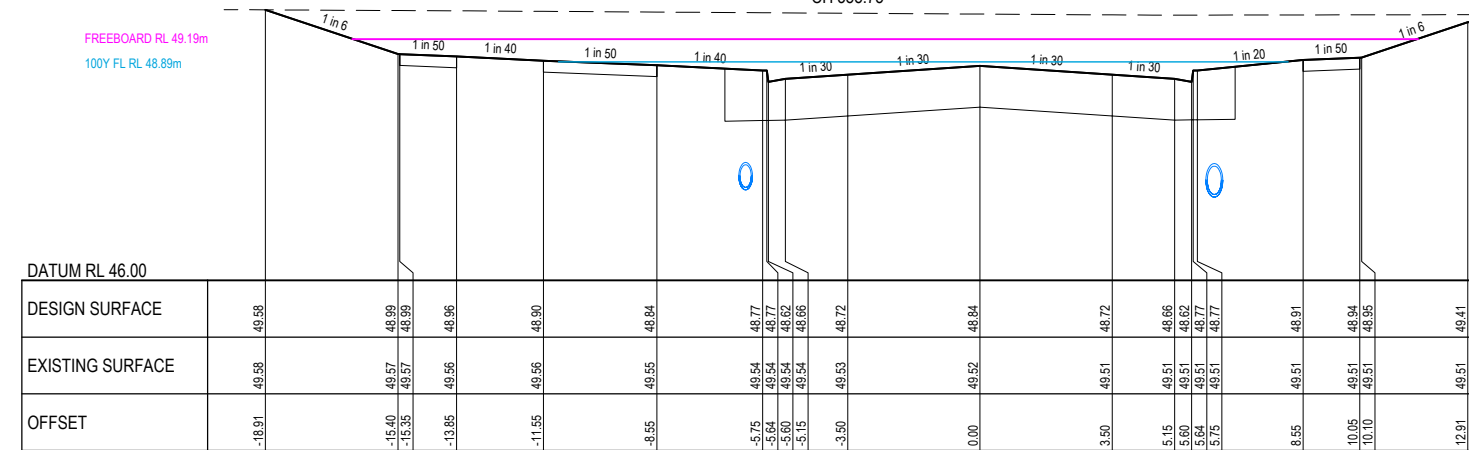 1 in 6
FREEBOARD RL 49.19m
100Y FL RL 48.89m
1 in 50
1 in 40
1 in 50
1 in 40
1 in 30
1 in 30
1 in 30
1 in 30
1 in 20
1 in 50
1 in 6
DATUM RL 46.00
DESIGN SURFACE 49.58 48.99 48.99 48.96 48.90 48.84 48.77 48.77 48.62 48.66 48.72 48.84 48.72 48.66 48.62 48.77 48.77 48.91 48.94 48.95 49.41
EXISTING SURFACE 49.58 49.57 49.57 49.56 49.56 49.55 49.54 49.54 49.54 49.54 49.53 49.52 49.51 49.51 49.51 49.51 49.51 49.51 49.51 49.51 49.51
OFFSET -18.91 -15.40 -15.35 -13.85 -11.55 -8.55 -5.75 -5.64 -5.60 -5.15 -3.50 0.00 3.50 5.15 5.60 5.64 5.75 8.55 10.05 10.10 12.91